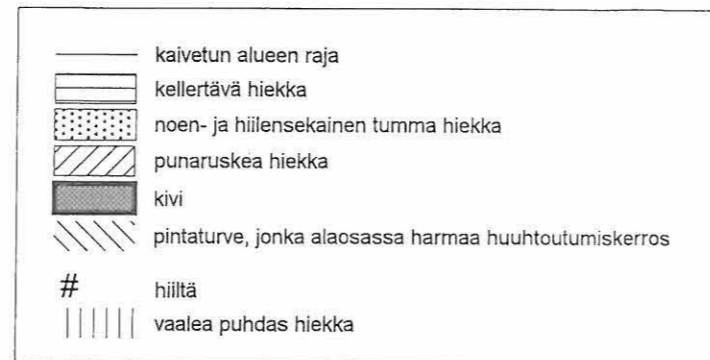 kaivetun alueen raja
kellertävä hiekka
noen- ja hiilensekainen tumma hiekka
punaruskea hiekka
kivi
pintaturve, jonka alaosassa harmaa huuhtoutumiskerros
# hiiltä
vaalea puhdas hiekka